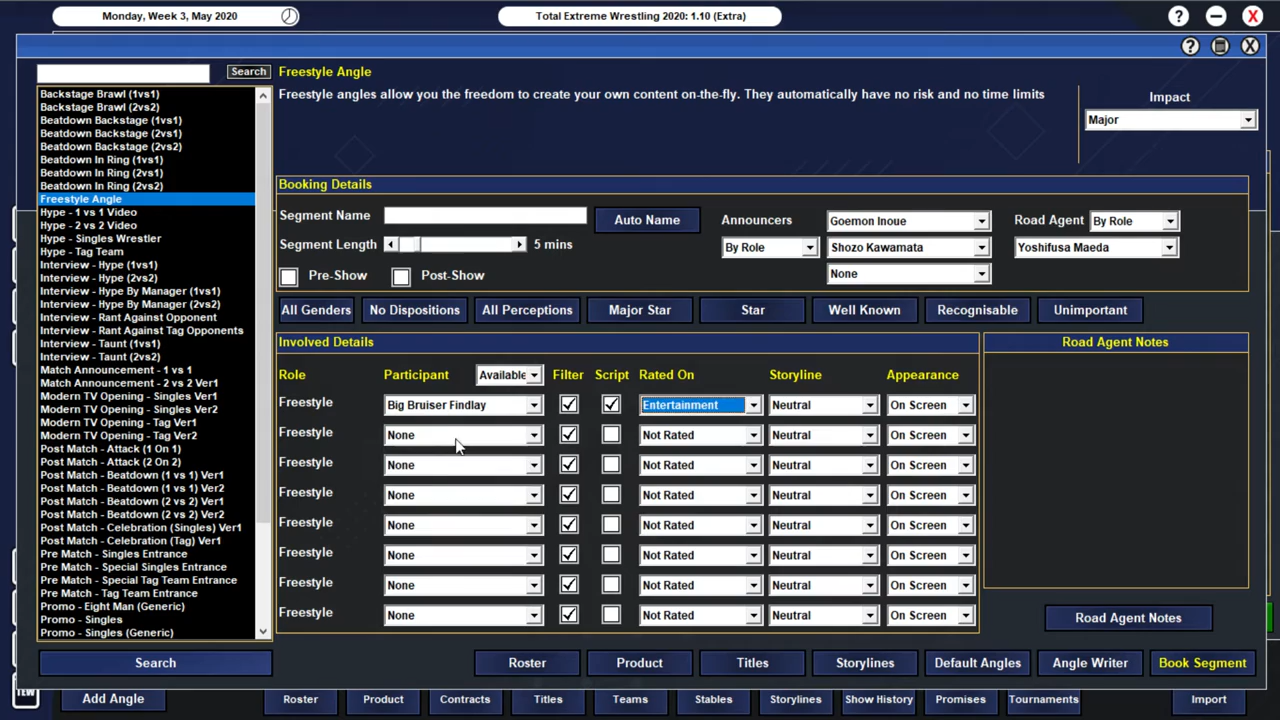 Monday, Week 3, May 2020
Total Extreme Wrestling 2020: 1.10 (Extra)
? X
? X
Search
Backstage Brawl (1vs1)
Backstage Brawl (2vs2)
Beatdown Backstage (1vs1)
Beatdown Backstage (2vs1)
Beatdown Backstage (2vs2)
Beatdown In Ring (1vs1)
Beatdown In Ring (2vs1)
Beatdown In Ring (2vs2)
Freestyle Angle
Hype - 1 vs 1 Video
Hype - 2 vs 2 Video
Hype - Singles Wrestler
Hype - Tag Team
Interview - Hype (1vs1)
Interview - Hype (2vs2)
Interview - Hype By Manager (1vs1)
Interview - Hype By Manager (2vs2)
Interview - Rant Against Opponent
Interview - Rant Against Tag Opponents
Interview - Taunt (1vs1)
Interview - Taunt (2vs2)
Match Announcement - 1 vs 1
Match Announcement - 2 vs 2 Ver1
Modern TV Opening - Singles Ver1
Modern TV Opening - Singles Ver2
Modern TV Opening - Tag Ver1
Modern TV Opening - Tag Ver2
Post Match - Attack (1 On 1)
Post Match - Attack (2 On 2)
Post Match - Beatdown (1 vs 1) Ver1
Post Match - Beatdown (1 vs 1) Ver2
Post Match - Beatdown (2 vs 2) Ver1
Post Match - Beatdown (2 vs 2) Ver2
Post Match - Celebration (Singles) Ver1
Post Match - Celebration (Tag) Ver1
Pre Match - Singles Entrance
Pre Match - Special Singles Entrance
Pre Match - Special Tag Team Entrance
Pre Match - Tag Team Entrance
Promo - Eight Man (Generic)
Promo - Singles
Promo - Singles (Generic)
Search
Freestyle Angle
Freestyle angles allow you the freedom to create your own content on-the-fly. They automatically have no risk and no time limits
Impact
Major
Booking Details
Segment Name Auto Name Announcers Goemon Inoue Road Agent By Role
Segment Length 5 mins By Role Shozo Kawamata Yoshifusa Maeda
Pre-Show Post-Show None
All Genders No Dispositions All Perceptions Major Star Star Well Known Recognisable Unimportant
Involved Details
Road Agent Notes
Role Participant Available Filter Script Rated On Storyline Appearance
Freestyle Big Bruiser Findlay Entertainment Neutral On Screen
Freestyle None Not Rated Neutral On Screen
Freestyle None Not Rated Neutral On Screen
Freestyle None Not Rated Neutral On Screen
Freestyle None Not Rated Neutral On Screen
Freestyle None Not Rated Neutral On Screen
Freestyle None Not Rated Neutral On Screen
Freestyle None Not Rated Neutral On Screen
Road Agent Notes
Roster Product Titles Storylines Default Angles Angle Writer Book Segment
TEW Add Angle Roster Product Contracts Titles Teams Stables Storylines Show History Promises Tournaments Import